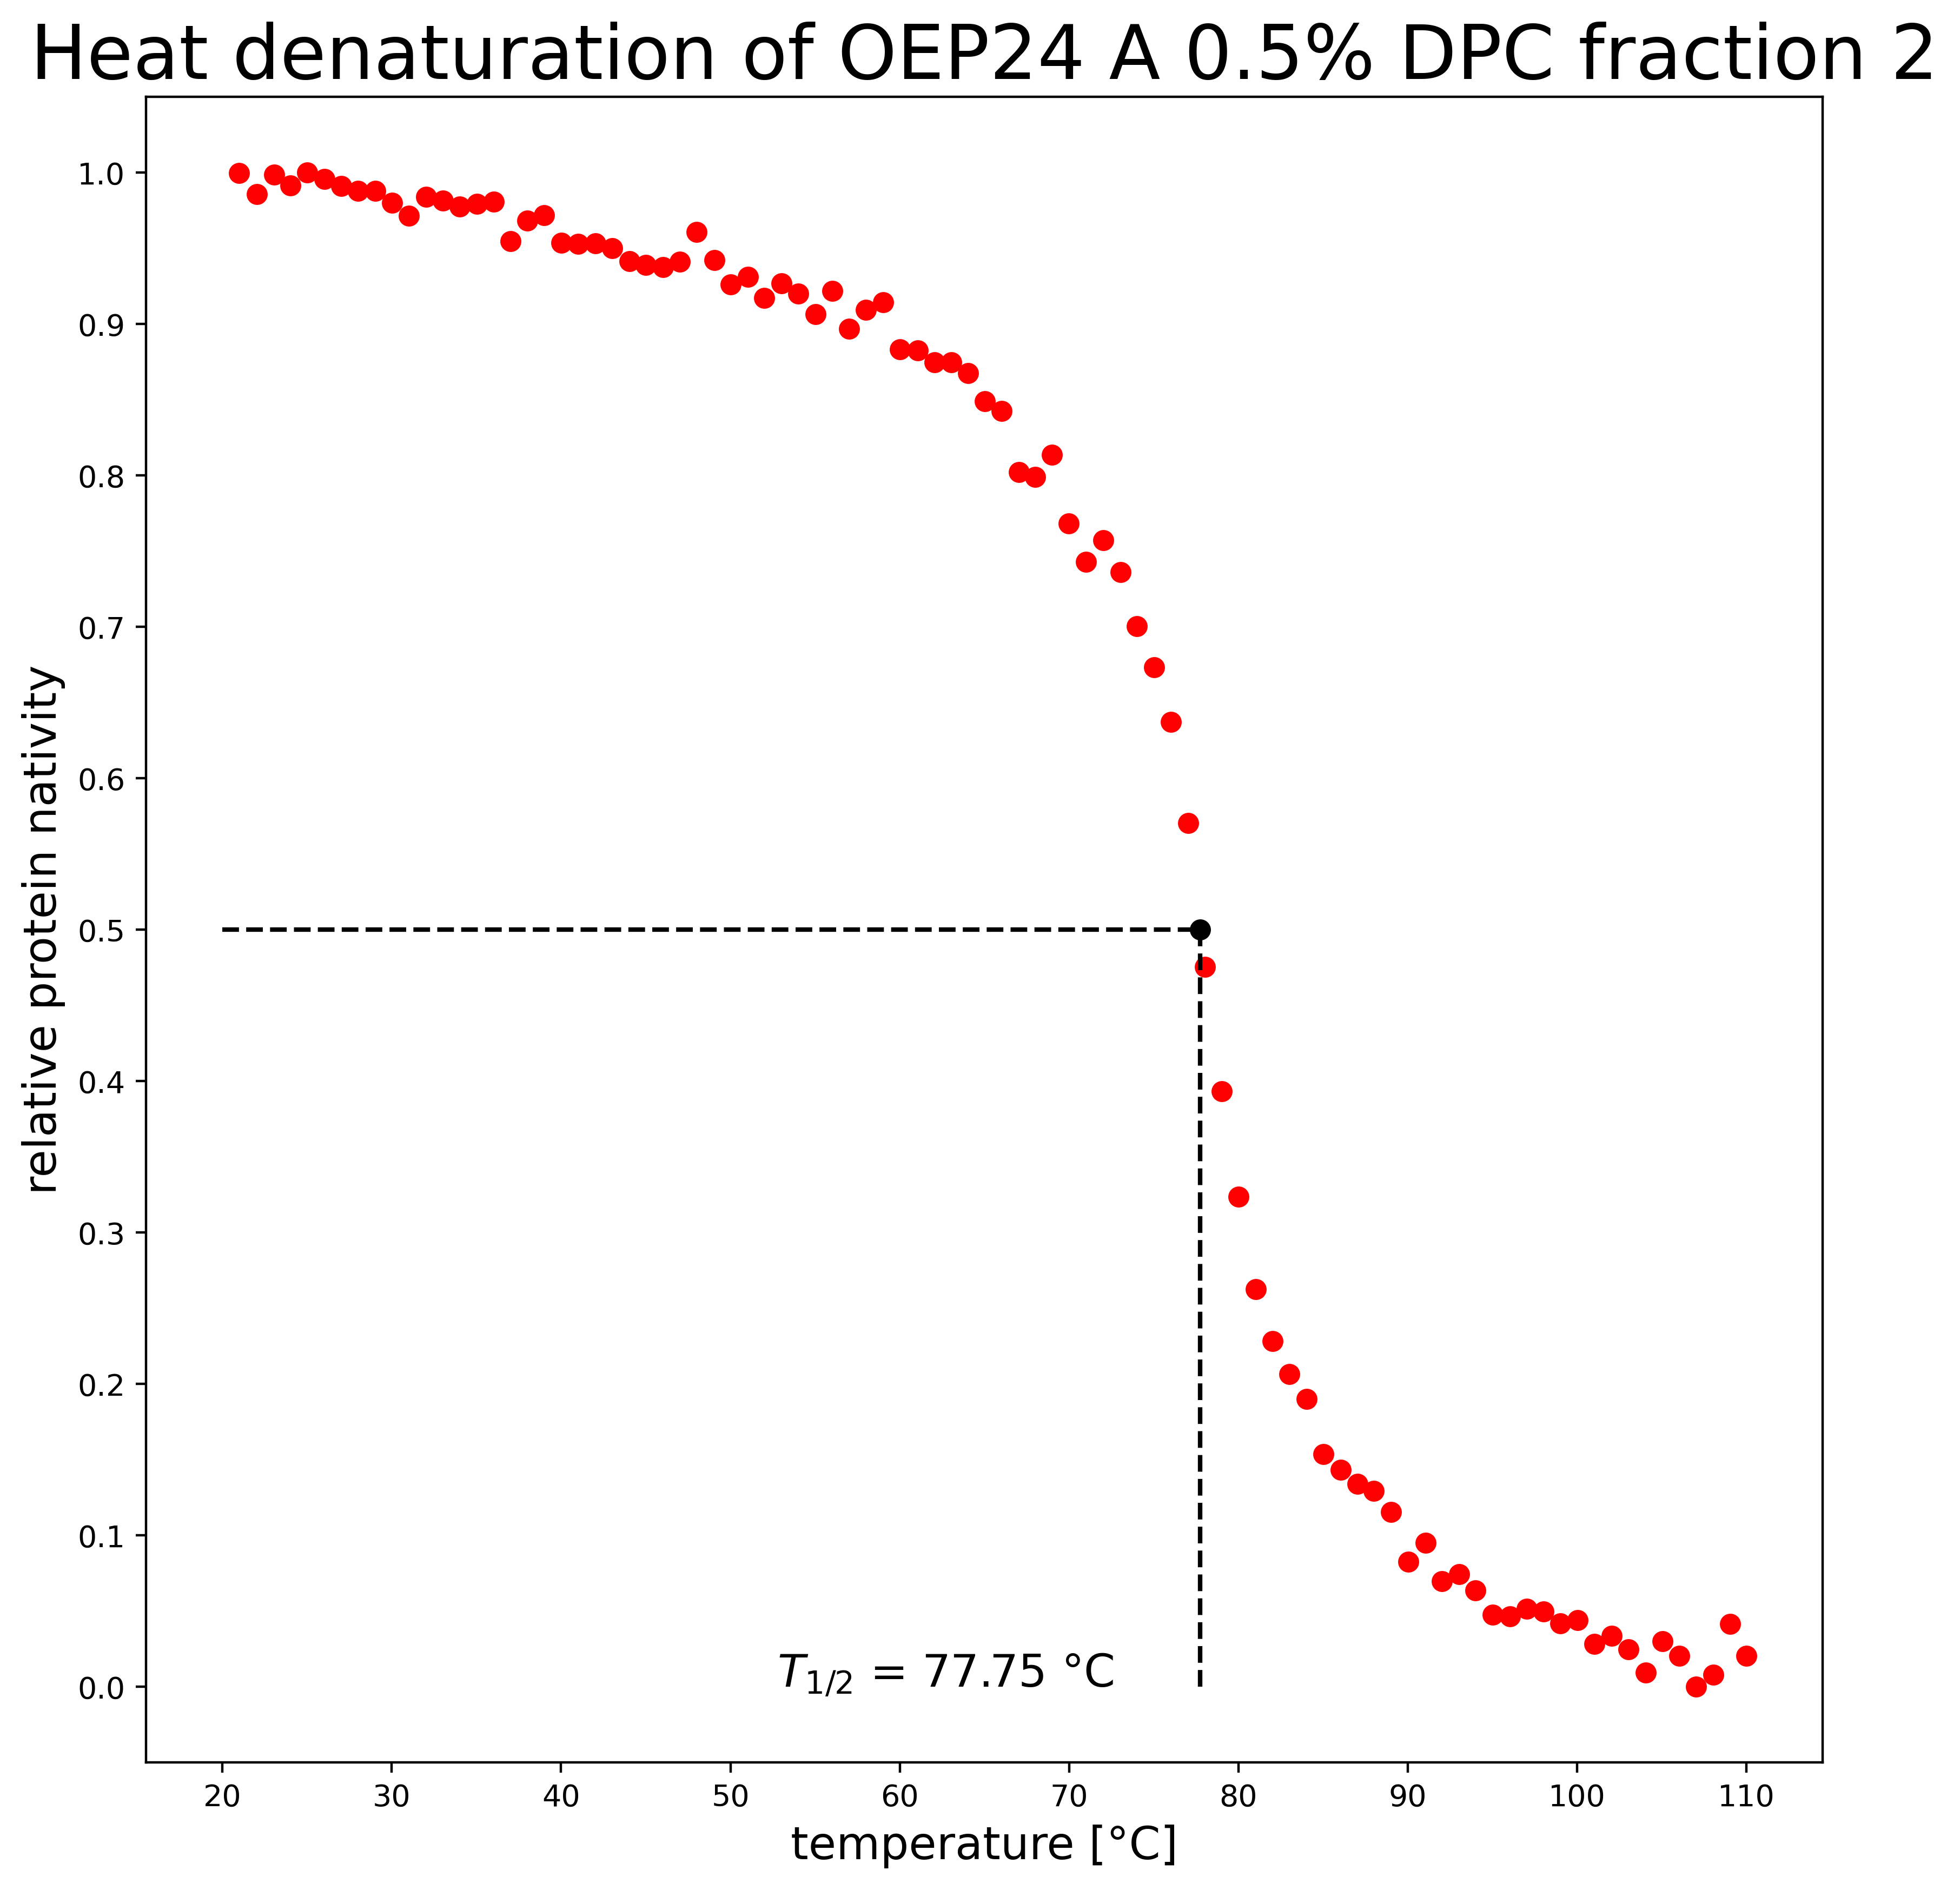 Heat denaturation of OEP24 A 0.5% DPC fraction 2
1.0
0.9
0.8
0.7
0.6
0.5
0.4
0.3
0.2
0.1
0.0
relative protein nativity
T1/2 = 77.75 °C
20 30 40 50 60 70 80 90 100 110
temperature [°C]